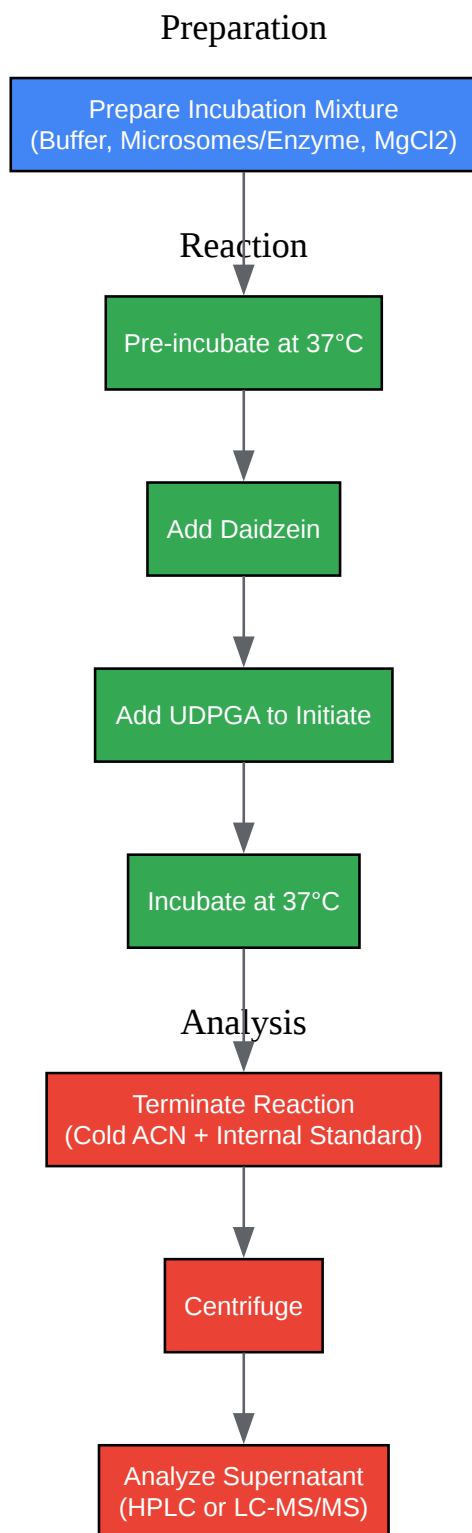 Preparation
Prepare Incubation Mixture
(Buffer, Microsomes/Enzyme, MgCl2)
Reaction
Pre-incubate at 37°C
Add Daidzein
Add UDPGA to Initiate
Incubate at 37°C
Analysis
Terminate Reaction
(Cold ACN + Internal Standard)
Centrifuge
Analyze Supernatant
(HPLC or LC-MS/MS)